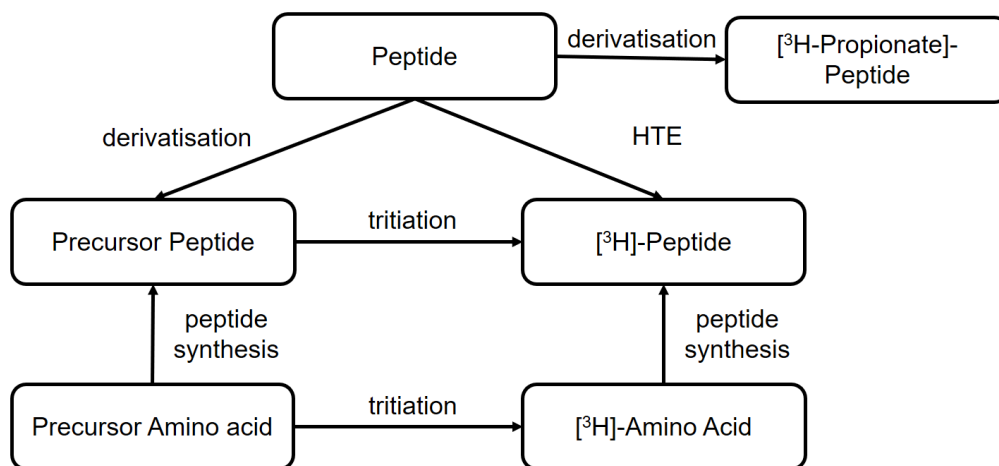 Peptide
derivatisation
[³H-Propionate]-
Peptide
derivatisation
HTE
Precursor Peptide
tritiation
[³H]-Peptide
peptide
synthesis
peptide
synthesis
Precursor Amino acid
tritiation
[³H]-Amino Acid